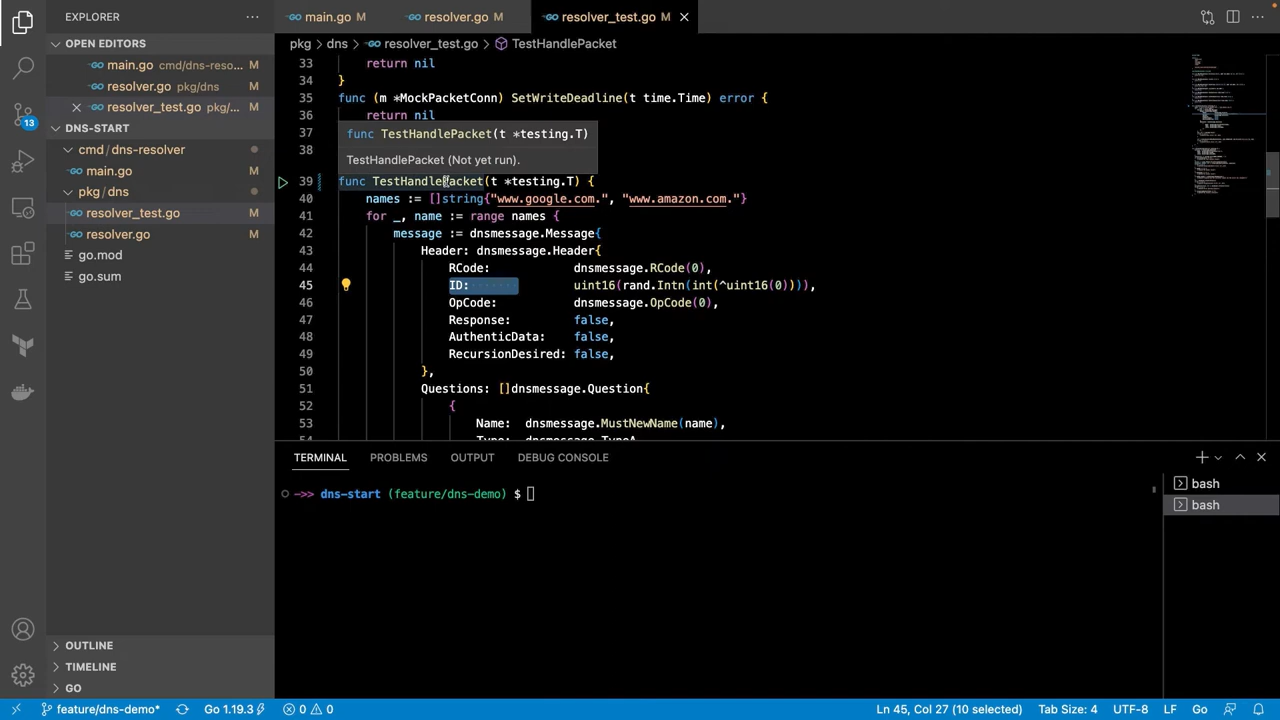 EXPLORER
OPEN EDITORS
main.go cmd/dns-reso... M
resolver.go pkg/dns M
resolver_test.go pkg/... M
DNS-START
cmd/dns-resolver
main.go M
pkg/dns
resolver_test.go M
resolver.go M
go.mod
go.sum
13
OUTLINE
TIMELINE
GO
main.go M
resolver.go M
resolver_test.go M
pkg > dns > resolver_test.go > TestHandlePacket
33 return nil
34 }
35 func (m *MockPacketConn) SetWriteDeadline(t time.Time) error {
36 return nil
37
38
func TestHandlePacket(t *testing.T)
TestHandlePacket (Not yet run)
39 func TestHandlePacket(t *testing.T) {
40 names := []string{"www.google.com.", "www.amazon.com."}
41 for _, name := range names {
42 message := dnsmessage.Message{
43 Header: dnsmessage.Header{
44 RCode: dnsmessage.RCode(0),
45 ID: uint16(rand.Intn(int(^uint16(0)))),
46 OpCode: dnsmessage.OpCode(0),
47 Response: false,
48 AuthenticData: false,
49 RecursionDesired: false,
50 },
51 Questions: []dnsmessage.Question{
52 {
53 Name: dnsmessage.MustNewName(name),
54 Type: dnsmessage.TypeA
TERMINAL PROBLEMS OUTPUT DEBUG CONSOLE
->> dns-start (feature/dns-demo) $
bash
bash
feature/dns-demo* Go 1.19.3 0 0 Ln 45, Col 27 (10 selected) Tab Size: 4 UTF-8 LF Go